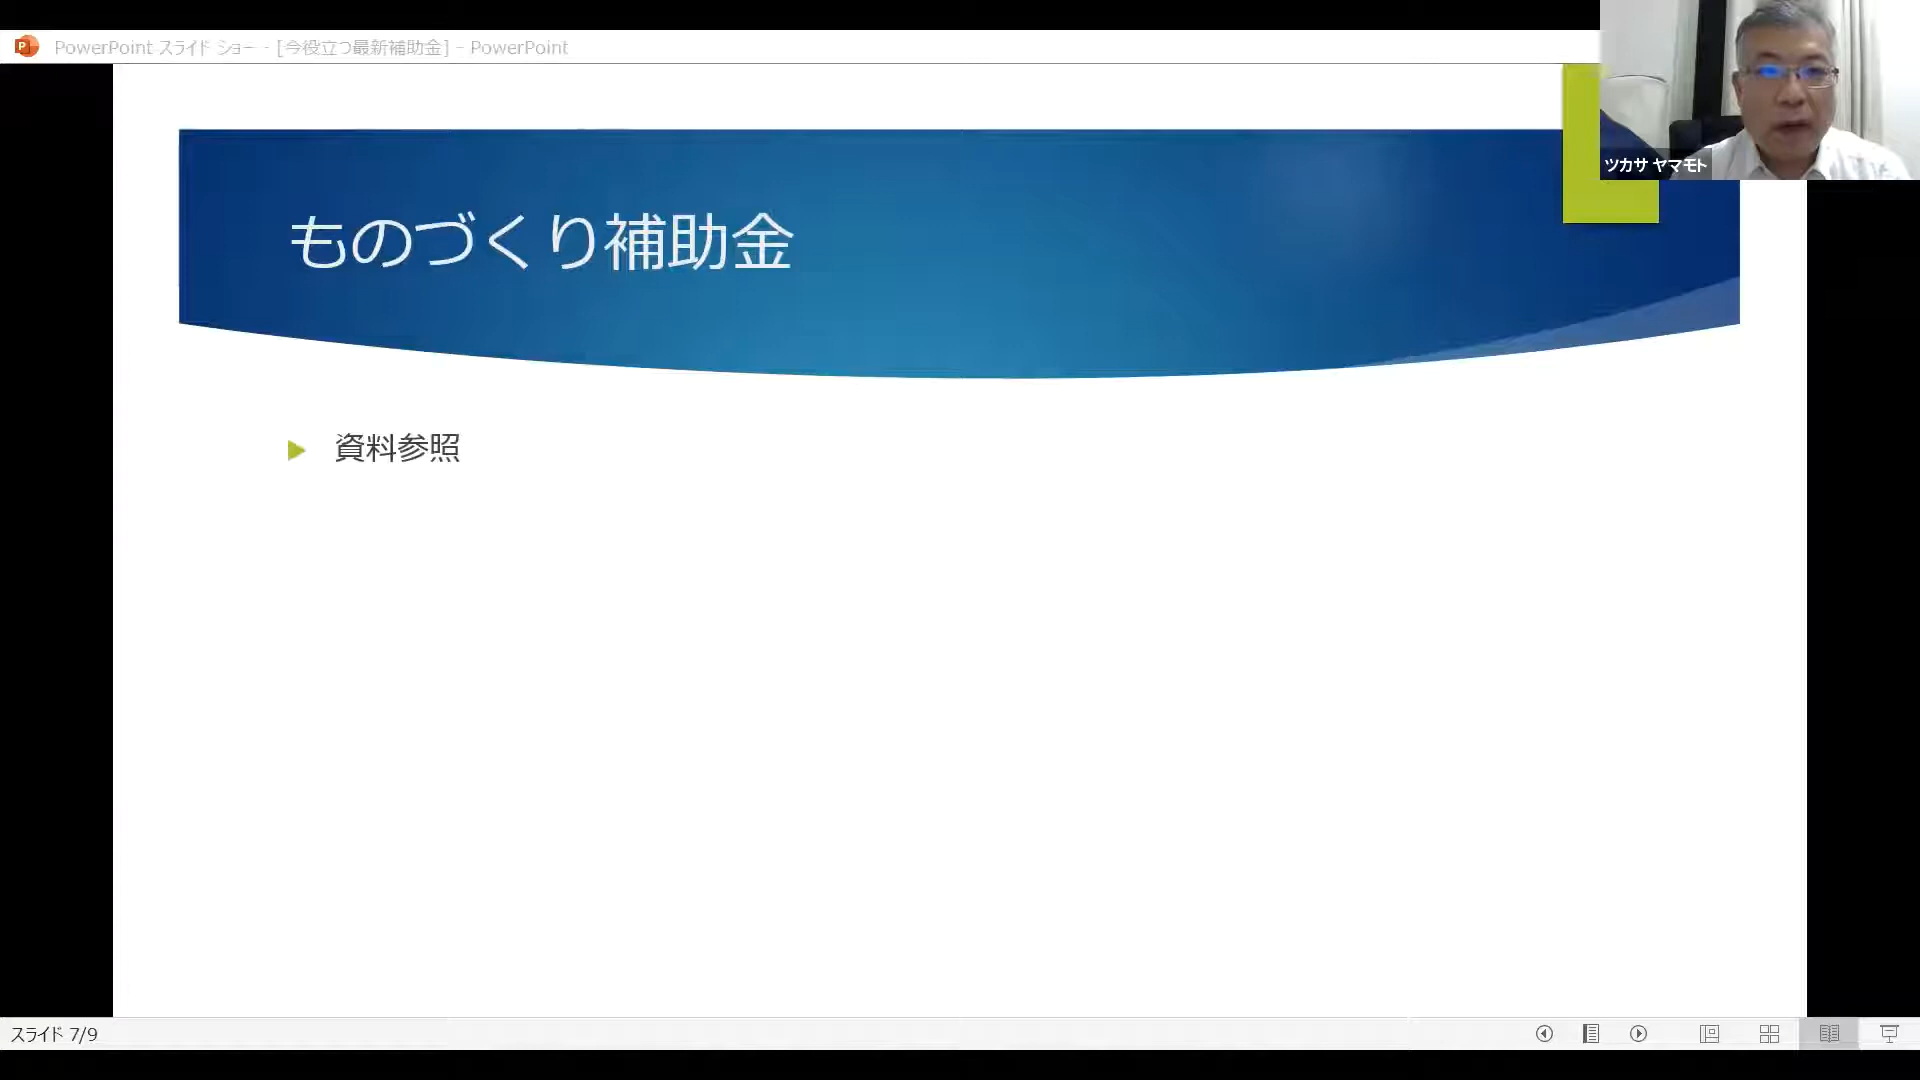 PowerPoint スライド ショー - [今役立つ最新補助金] - PowerPoint
ツカサ ヤマモト
ものづくり補助金
資料参照
スライド 7/9